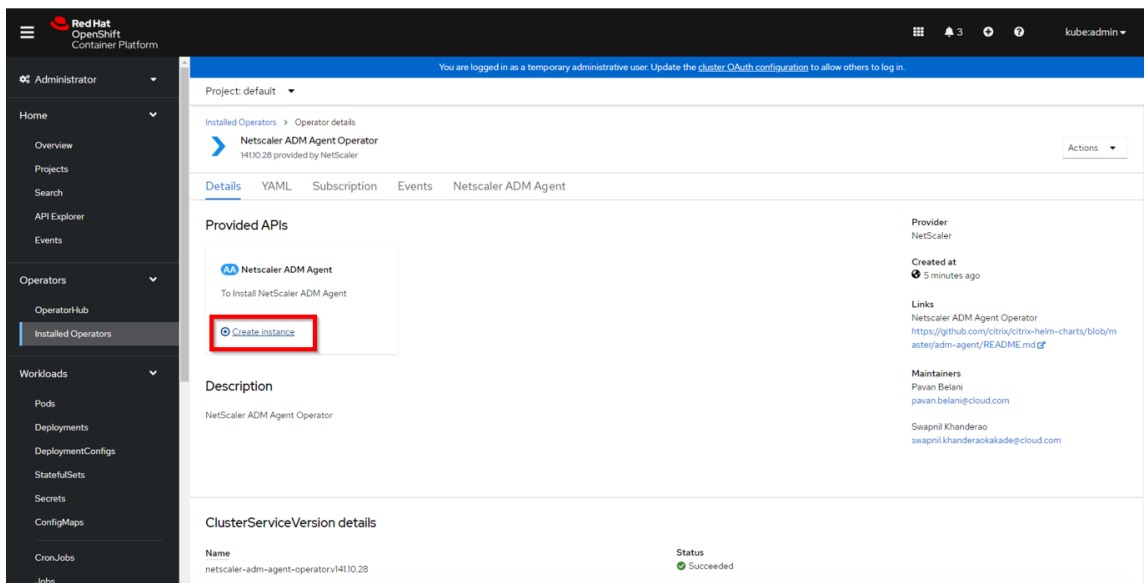 Red Hat
OpenShift
Container Platform
3
kube:admin
You are logged in as a temporary administrative user. Update the cluster OAuth configuration to allow others to log in.
Administrator
Home
Overview
Projects
Search
API Explorer
Events
Operators
OperatorHub
Installed Operators
Workloads
Pods
Deployments
DeploymentConfigs
StatefulSets
Secrets
ConfigMaps
CronJobs
Jobs
Project: default
Installed Operators > Operator details
Netscaler ADM Agent Operator
141.10.28 provided by NetScaler
Actions
Details YAML Subscription Events Netscaler ADM Agent
Provided APIs
AA Netscaler ADM Agent
To Install NetScaler ADM Agent
Create instance
Description
NetScaler ADM Agent Operator
Provider
NetScaler
Created at
5 minutes ago
Links
Netscaler ADM Agent Operator
https://github.com/citrix/citrix-helm-charts/blob/m
aster/adm-agent/README.md
Maintainers
Pavan Belani
pavan.belani@cloud.com
Swapnil Khanderao
swapnil.khanderaokakade@cloud.com
ClusterServiceVersion details
Name
netscaler-adm-agent-operator.v141.10.28
Status
Succeeded